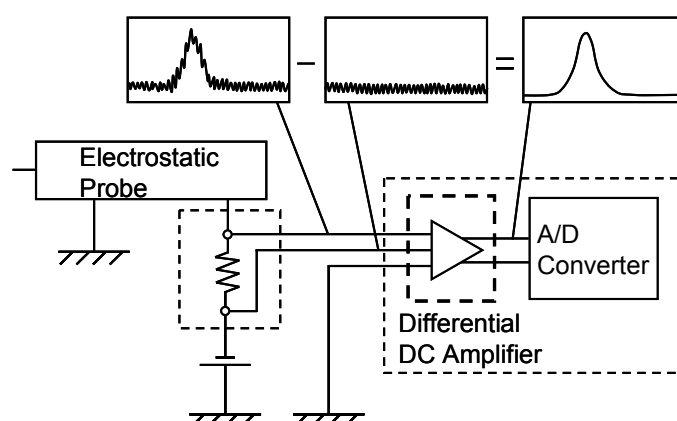 − =
Electrostatic
Probe
A/D
Converter
Differential
DC Amplifier